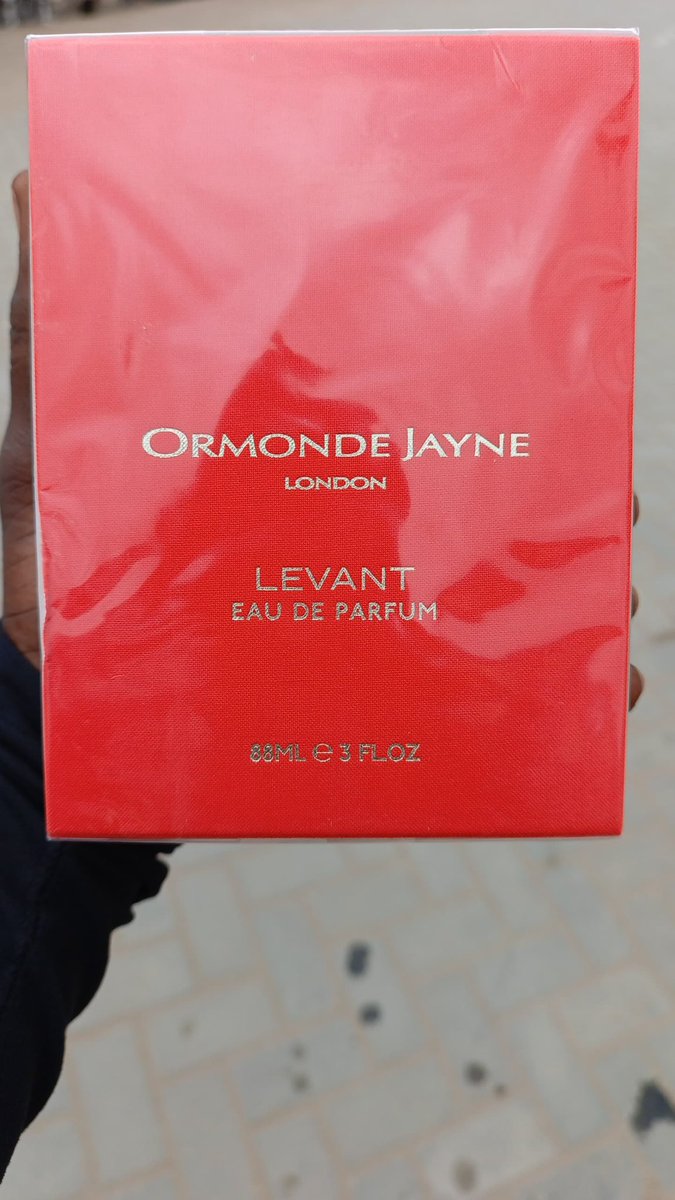 ORMONDE JAYNE
LONDON
LEVANT
EAU DE PARFUM
88ML ℮ 3 FL.OZ